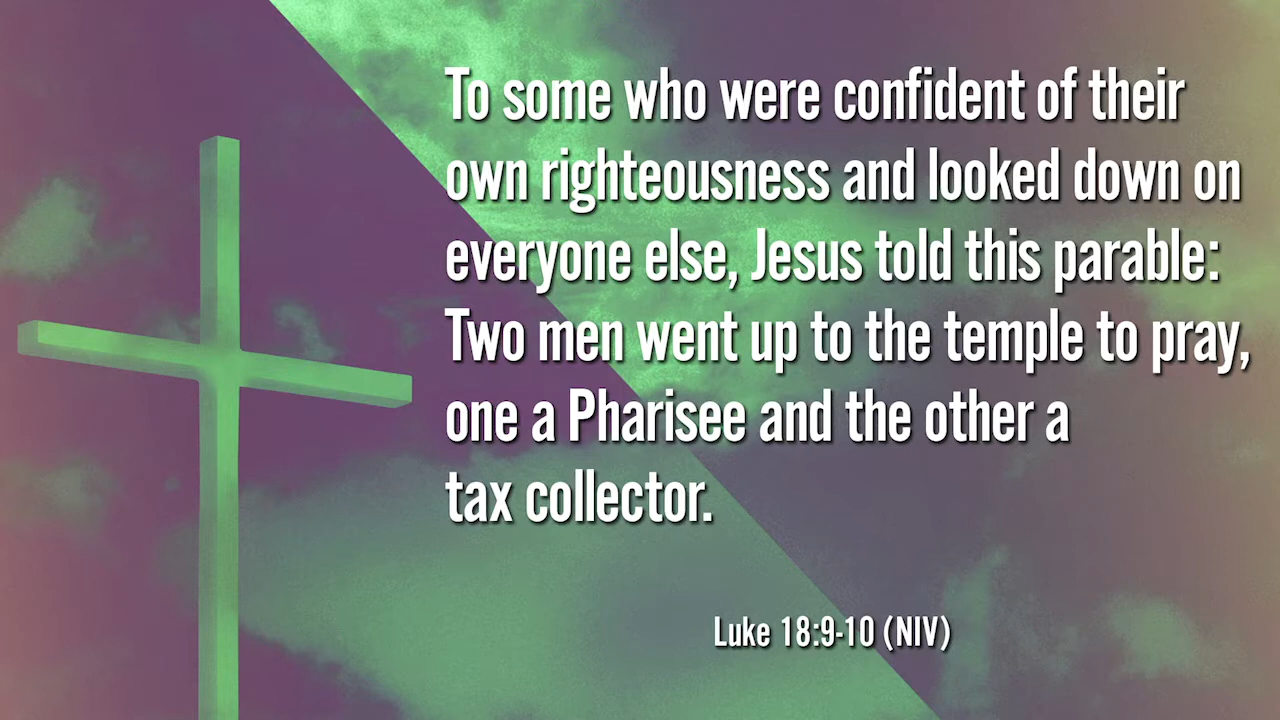 To some who were confident of their
own righteousness and looked down on
everyone else, Jesus told this parable:
Two men went up to the temple to pray,
one a Pharisee and the other a
tax collector.
Luke 18:9-10 (NIV)